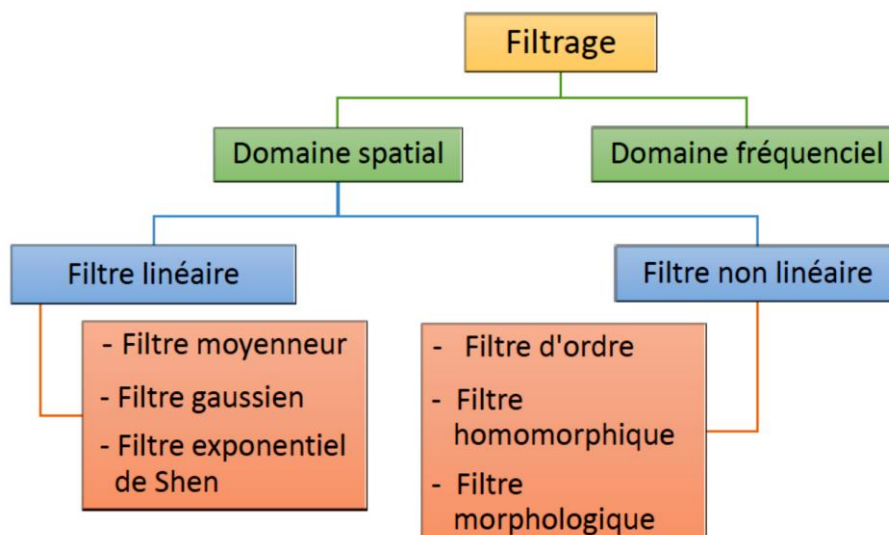 Filtrage
Domaine spatial
Domaine fréquenciel
Filtre linéaire
Filtre non linéaire
- Filtre moyenneur
- Filtre gaussien
- Filtre exponentiel
de Shen
- Filtre d'ordre
- Filtre
homomorphique
- Filtre
morphologique